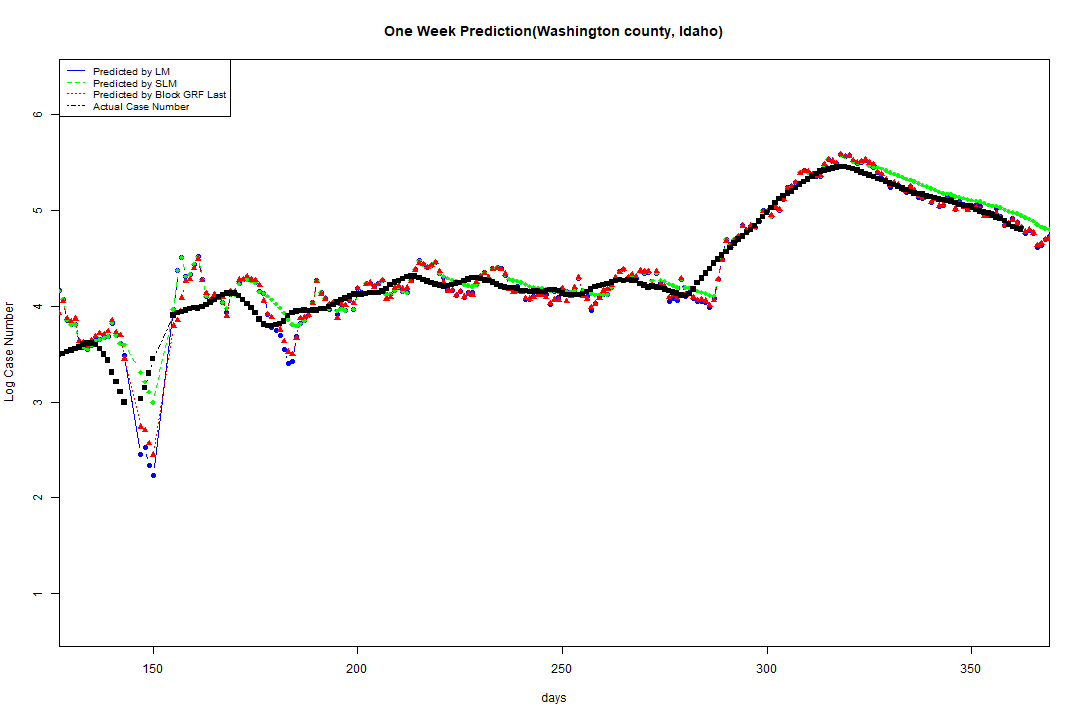 One Week Prediction(Washington county, Idaho)
Predicted by LM
Predicted by SLM
Predicted by Block GRF Last
Actual Case Number
6
5
4
3
2
1
Log Case Number
150 200 250 300 350
days